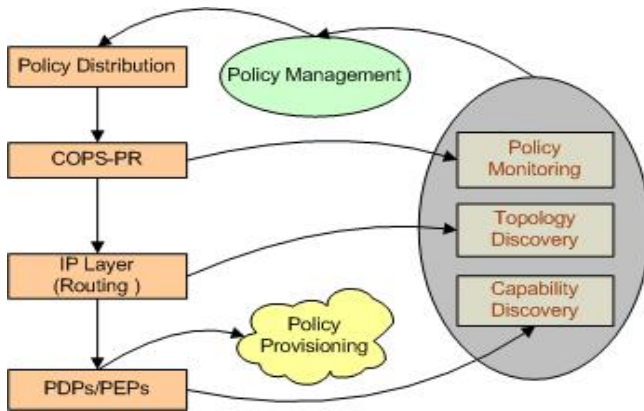 Policy Distribution
Policy Management
COPS-PR
Policy
Monitoring
Topology
Discovery
IP Layer
(Routing )
Capability
Discovery
Policy
Provisioning
PDPs/PEPs